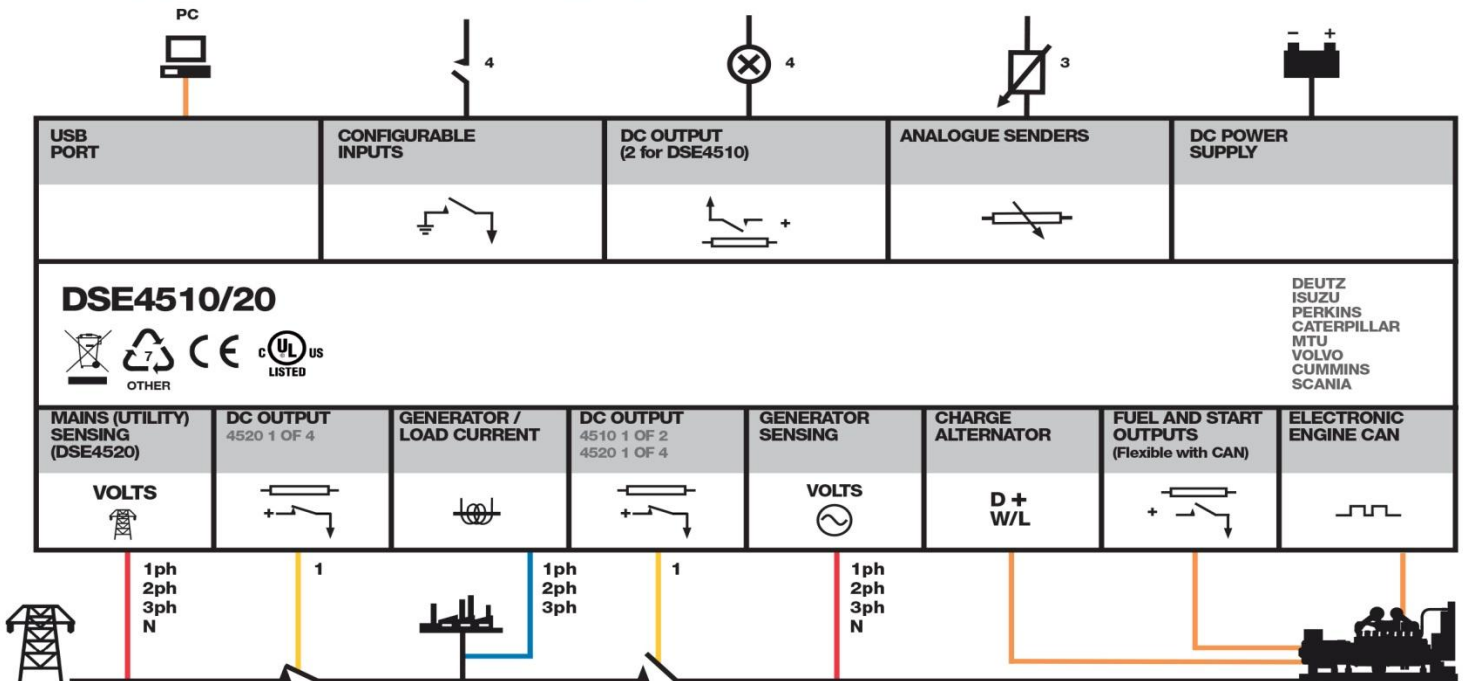 PC
4
4
3
- +
USB
PORT
CONFIGURABLE
INPUTS
DC OUTPUT
(2 for DSE4510)
ANALOGUE SENDERS
DC POWER
SUPPLY
+
DSE4510/20
7
OTHER
CE
C UL US
LISTED
DEUTZ
ISUZU
PERKINS
CATERPILLAR
MTU
VOLVO
CUMMINS
SCANIA
MAINS (UTILITY)
SENSING
(DSE4520)
DC OUTPUT
4520 1 OF 4
GENERATOR /
LOAD CURRENT
DC OUTPUT
4510 1 OF 2
4520 1 OF 4
GENERATOR
SENSING
CHARGE
ALTERNATOR
FUEL AND START
OUTPUTS
(Flexible with CAN)
ELECTRONIC
ENGINE CAN
VOLTS
+
+
VOLTS
D +
W/L
+
1ph
2ph
3ph
N
1
1ph
2ph
3ph
1
1ph
2ph
3ph
N